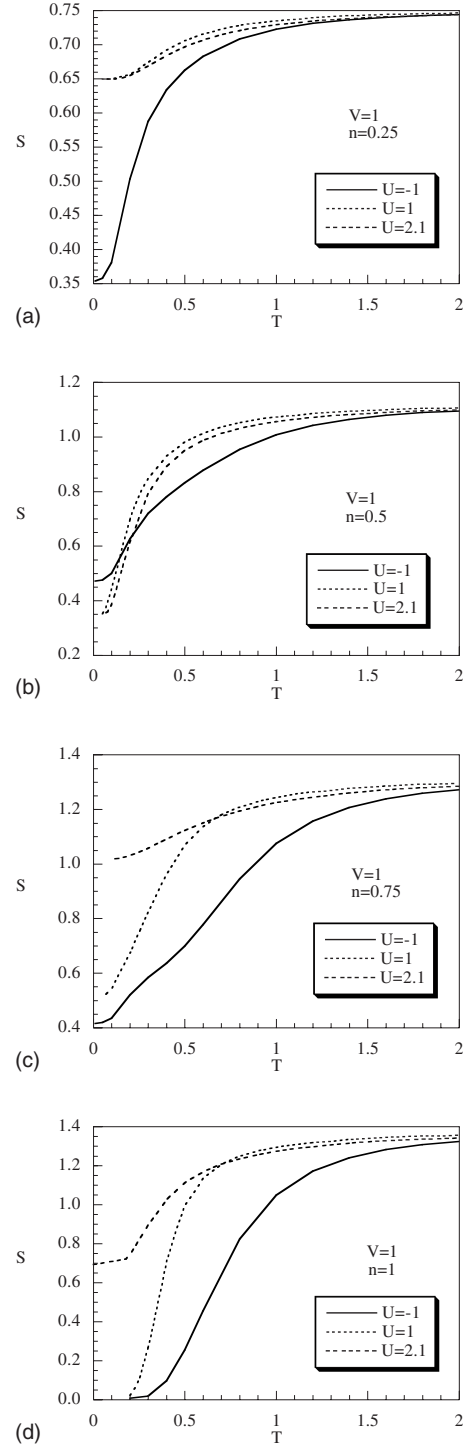 0.75
0.70
0.65
0.60
S
0.55
0.50
0.45
0.40
0.35
V=1
n=0.25
U=-1
U=1
U=2.1
0 0.5 1 1.5 2
T
(a)
1.2
1.0
0.8
S
0.6
0.4
0.2
V=1
n=0.5
U=-1
U=1
U=2.1
0 0.5 1 1.5 2
T
(b)
1.4
1.2
1.0
S
0.8
0.6
0.4
V=1
n=0.75
U=-1
U=1
U=2.1
0 0.5 1 1.5 2
T
(c)
1.4
1.2
1.0
0.8
S
0.6
0.4
0.2
0.0
V=1
n=1
U=-1
U=1
U=2.1
0 0.5 1 1.5 2
T
(d)